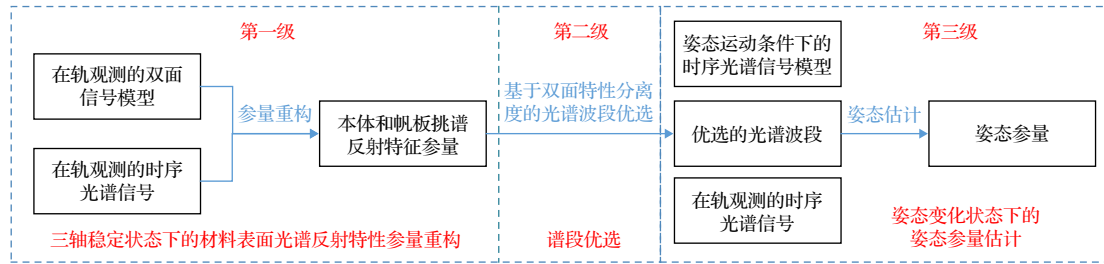 第一级
在轨观测的双面
信号模型
在轨观测的时序
光谱信号
参量重构
本体和帆板挑谱
反射特征参量
三轴稳定状态下的材料表面光谱反射特性参量重构
第二级
基于双面特性分离
度的光谱波段优选
谱段优选
第三级
姿态运动条件下的
时序光谱信号模型
优选的光谱波段
在轨观测的时序
光谱信号
姿态估计
姿态参量
姿态变化状态下的
姿态参量估计